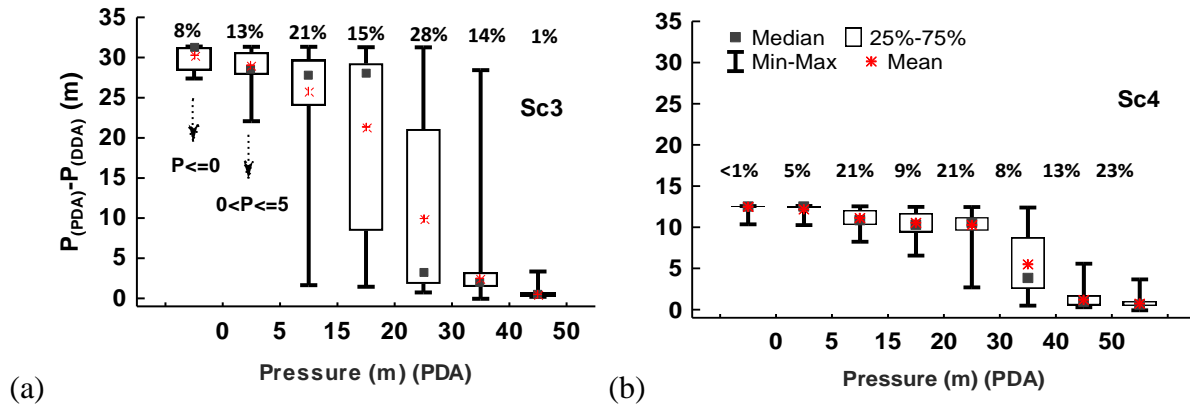 35
30
25
20
15
10
5
0
P(PDA)-P(DDA) (m)
8% 13% 21% 15% 28% 14% 1%
Sc3
P<=0
0<P<=5
0 5 15 20 30 35 50
Pressure (m) (PDA)
(a)
35
30
25
20
15
10
5
0
Median 25%-75%
Min-Max Mean
Sc4
<1% 5% 21% 9% 21% 8% 13% 23%
0 5 15 20 30 35 50
Pressure (m) (PDA)
(b)